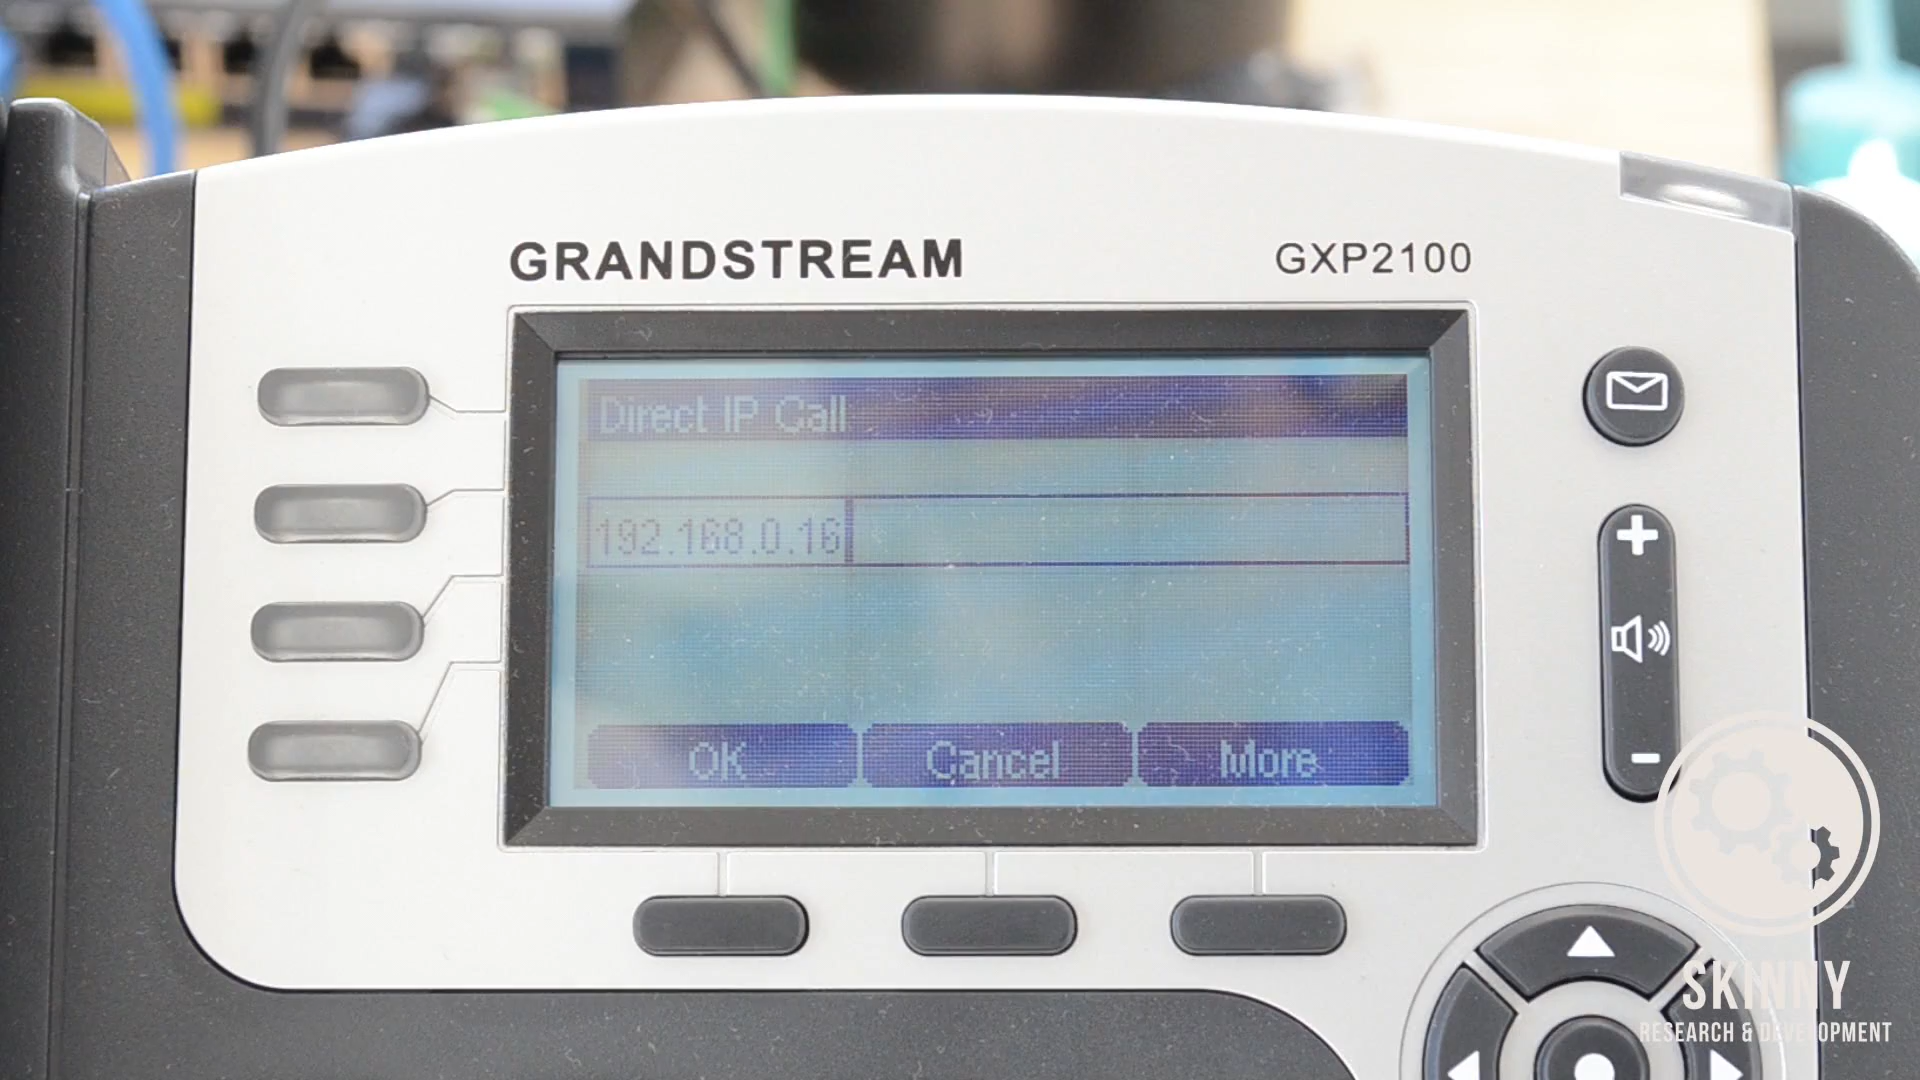 GRANDSTREAM
GXP2100
Direct IP Call
192.168.0.16
OK
Cancel
More
SKINNY
RESEARCH & DEVELOPMENT